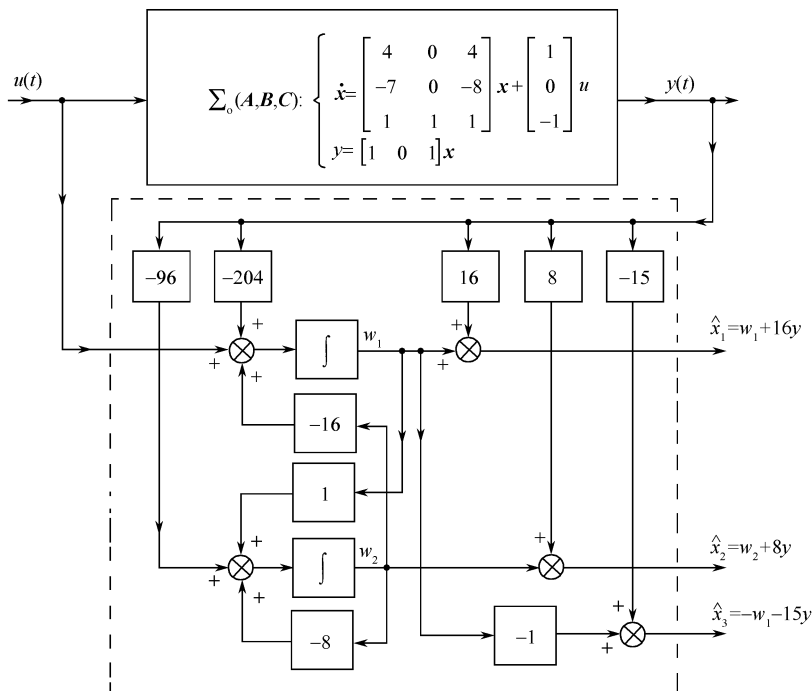 u(t)
∑ₒ(A,B,C): { ẋ= [ 4 0 4
−7 0 −8
1 1 1 ] x+ [ 1
0
−1 ] u
y= [1 0 1] x
y(t)
−96 −204 16 8 −15
+ +
∫ w₁ x̂₁=w₁+16y
+ + +
−16
1
+ + +
∫ w₂ x̂₂=w₂+8y
+ + +
−8 −1 x̂₃=−w₁−15y
+